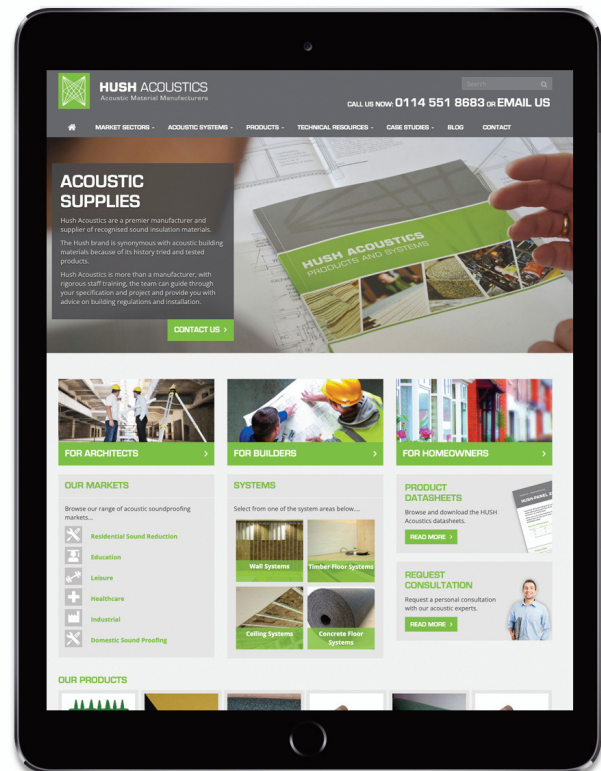 HUSH ACOUSTICS
Acoustic Material Manufacturers
Search
CALL US NOW: 0114 551 8683 OR EMAIL US
MARKET SECTORS
ACOUSTIC SYSTEMS
PRODUCTS
TECHNICAL RESOURCES
CASE STUDIES
BLOG
CONTACT
ACOUSTIC
SUPPLIES
Hush Acoustics are a premier manufacturer and
supplier of recognised sound insulation materials.
The Hush brand is synonymous with acoustic building
materials because of its history tried and tested
products.
Hush Acoustics is more than a manufacturer, with
rigorous staff training, the team can guide through
your specification and project and provide you with
advice on building regulations and installation.
CONTACT US >
HUSH ACOUSTICS
PRODUCTS AND SYSTEMS
FOR ARCHITECTS >
FOR BUILDERS >
FOR HOMEOWNERS >
OUR MARKETS
Browse our range of acoustic soundproofing
markets...
Residential Sound Reduction
Education
Leisure
Healthcare
Industrial
Domestic Sound Proofing
SYSTEMS
Select from one of the system areas below....
Wall Systems
Timber Floor Systems
Ceiling Systems
Concrete Floor
Systems
PRODUCT
DATASHEETS
Browse and download the HUSH
Acoustics datasheets.
READ MORE >
REQUEST
CONSULTATION
Request a personal consultation
with our acoustic experts.
READ MORE >
OUR PRODUCTS